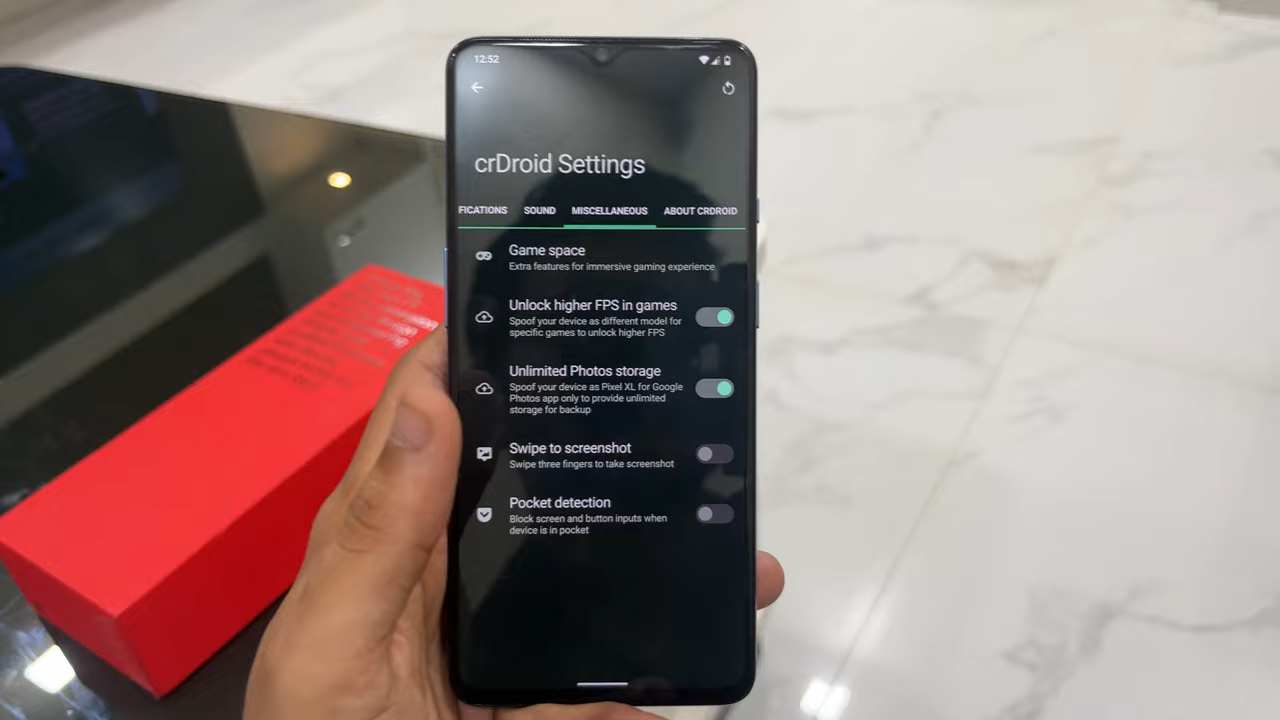 12:52
crDroid Settings
FICATIONS SOUND MISCELLANEOUS ABOUT CRDROID
Game space
Extra features for immersive gaming experience
Unlock higher FPS in games
Spoof your device as different model for
specific games to unlock higher FPS
Unlimited Photos storage
Spoof your device as Pixel XL for Google
Photos app only to provide unlimited
storage for backup
Swipe to screenshot
Swipe three fingers to take screenshot
Pocket detection
Block screen and button inputs when
device is in pocket